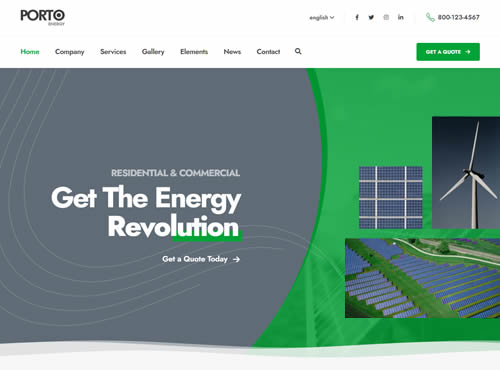 PORTO
ENERGY
english
800-123-4567
Home Company Services Gallery Elements News Contact
GET A QUOTE
RESIDENTIAL & COMMERCIAL
Get The Energy
Revolution
Get a Quote Today